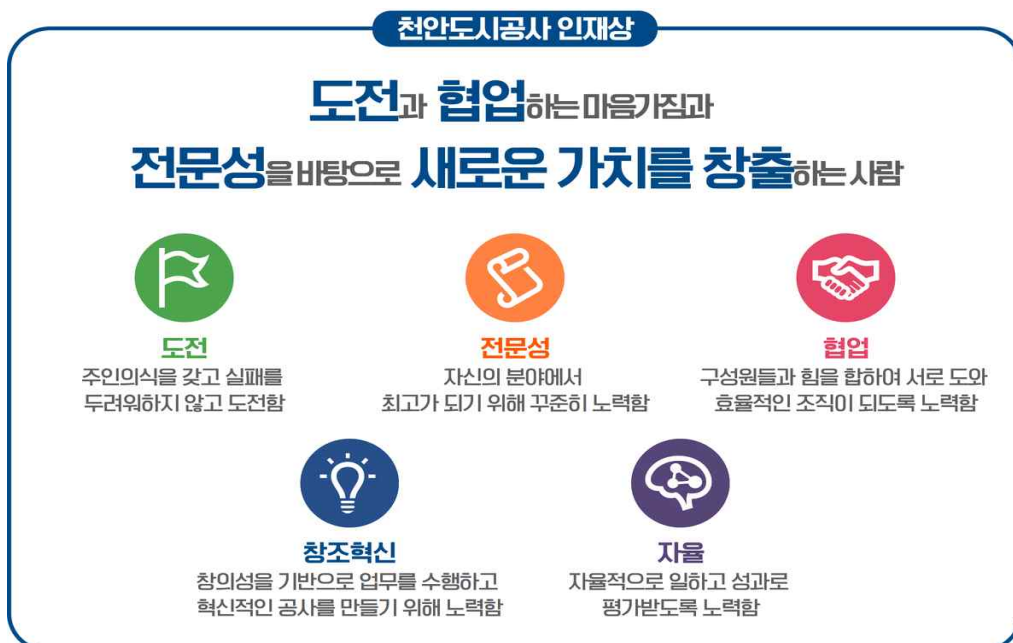 천안도시공사 인재상
도전과 협업하는 마음가짐과
전문성을 바탕으로 새로운 가치를 창출하는 사람
도전
주인의식을 갖고 실패를
두려워하지 않고 도전함
전문성
자신의 분야에서
최고가 되기 위해 꾸준히 노력함
협업
구성원들과 힘을 합하여 서로 도와
효율적인 조직이 되도록 노력함
창조혁신
창의성을 기반으로 업무를 수행하고
혁신적인 공사를 만들기 위해 노력함
자율
자율적으로 일하고 성과로
평가받도록 노력함